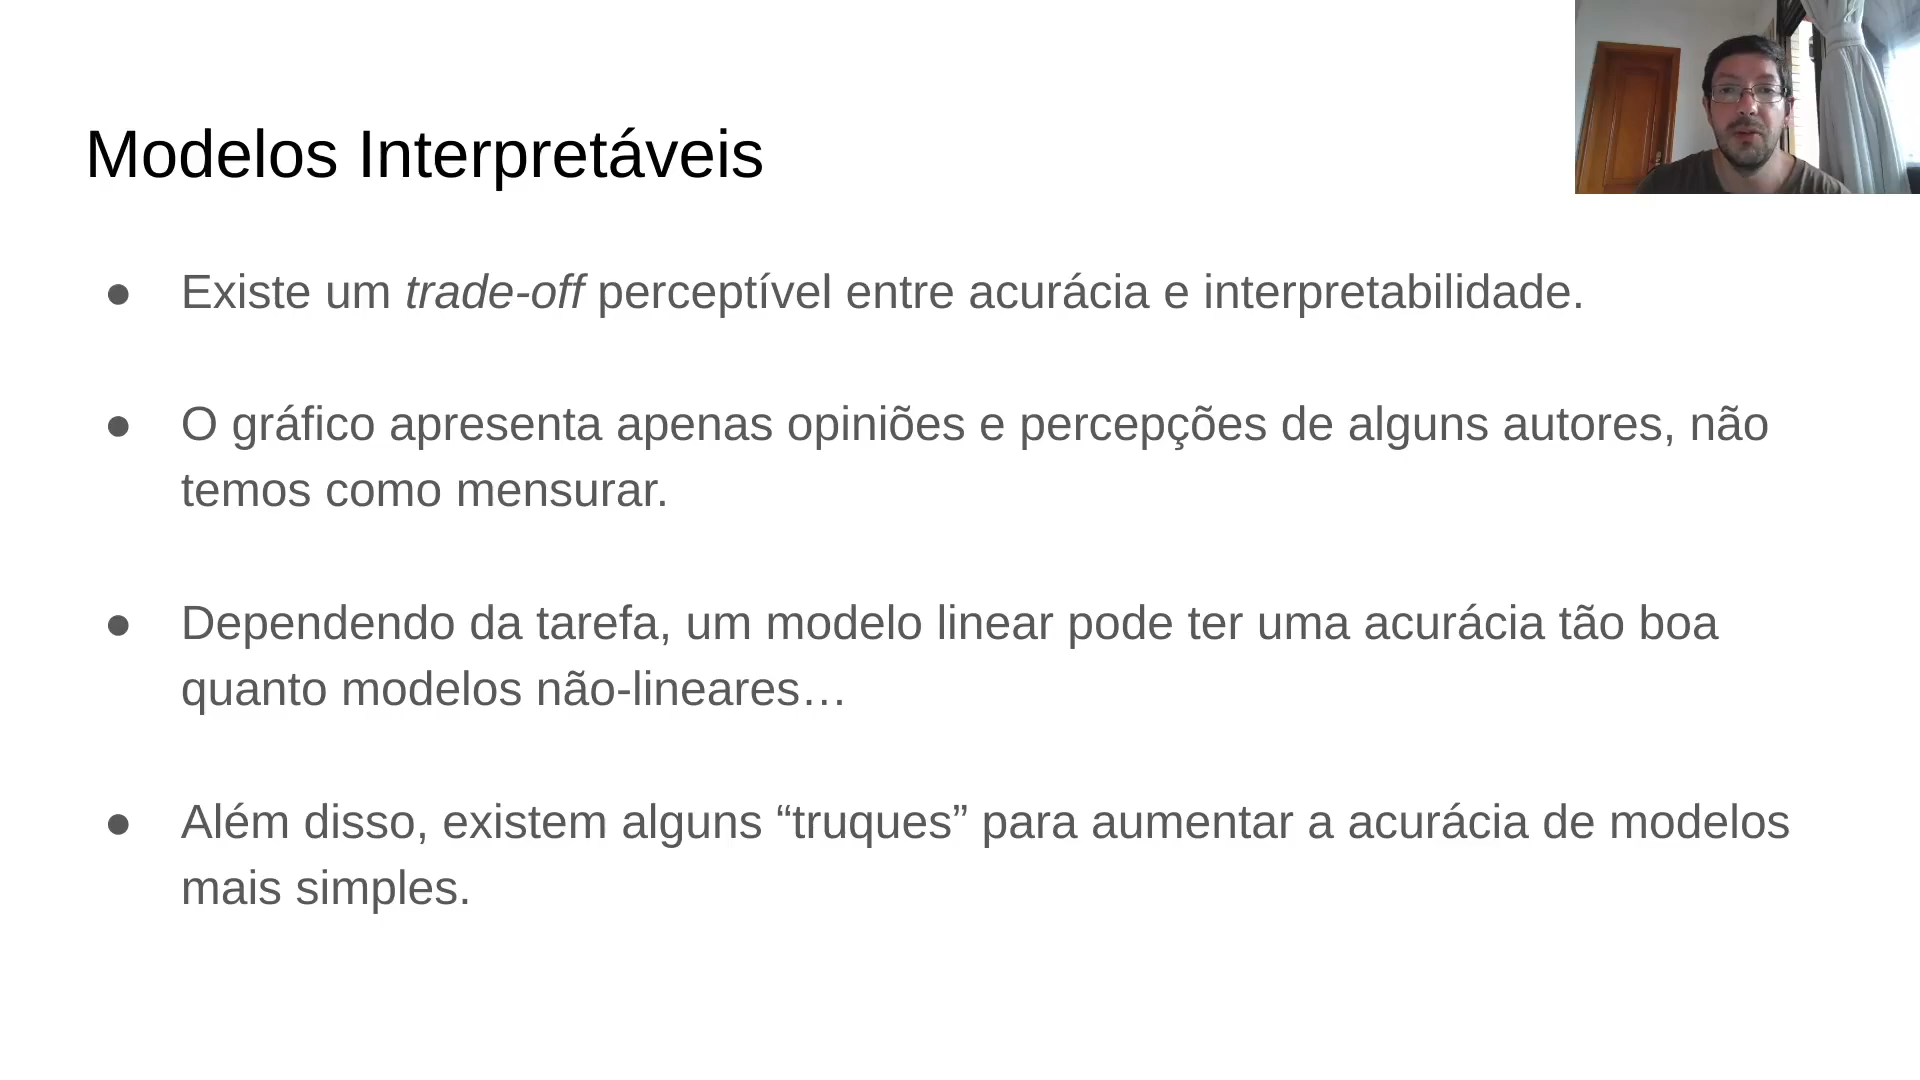 Modelos Interpretáveis
● Existe um trade-off perceptível entre acurácia e interpretabilidade.
● O gráfico apresenta apenas opiniões e percepções de alguns autores, não
temos como mensurar.
● Dependendo da tarefa, um modelo linear pode ter uma acurácia tão boa
quanto modelos não-lineares…
● Além disso, existem alguns “truques” para aumentar a acurácia de modelos
mais simples.